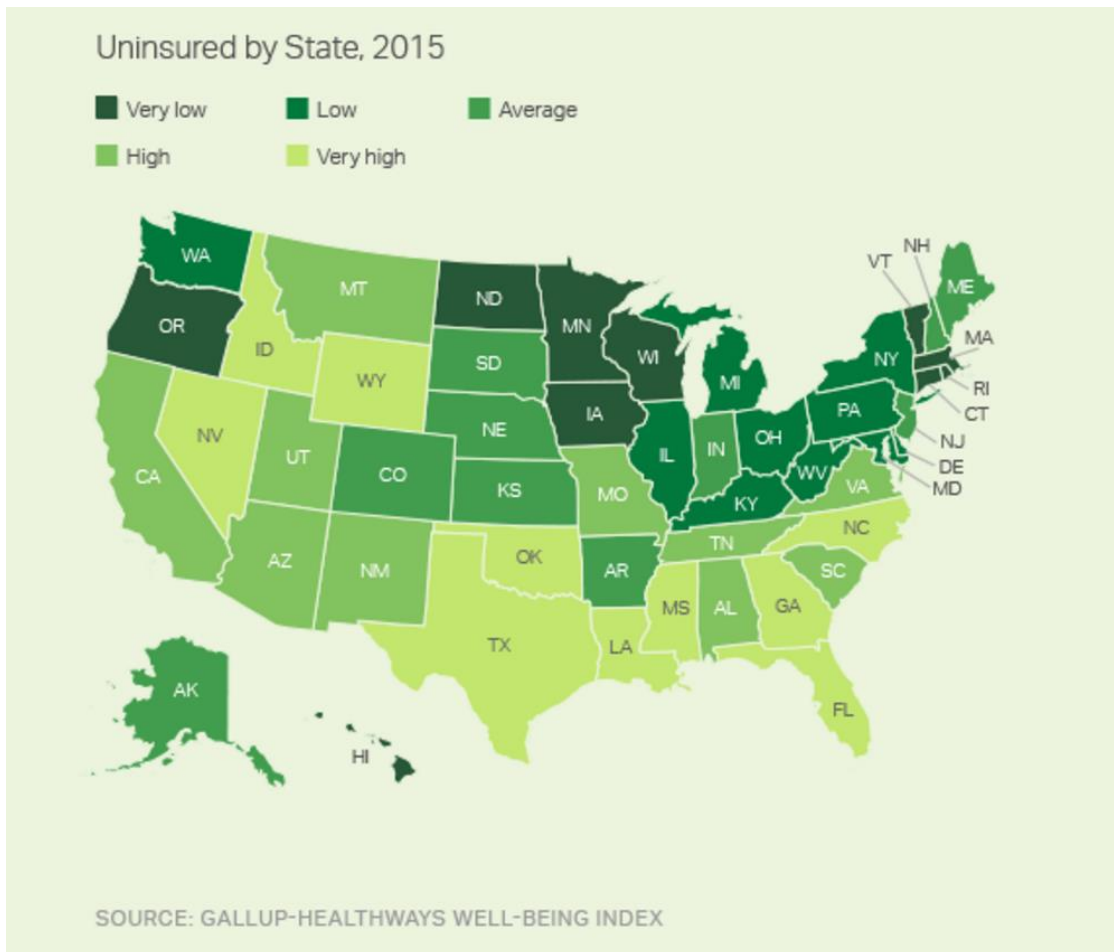 Uninsured by State, 2015
Very low
Low
Average
High
Very high
WA
MT
ND
MN
OR
ID
WY
SD
WI
MI
VT
NH
ME
NY
MA
RI
CT
NJ
DE
MD
PA
NV
UT
CO
NE
IA
IL
IN
OH
WV
KY
VA
CA
KS
MO
AZ
NM
OK
AR
TN
NC
SC
TX
LA
MS
AL
GA
FL
AK
HI
SOURCE: GALLUP-HEALTHWAYS WELL-BEING INDEX